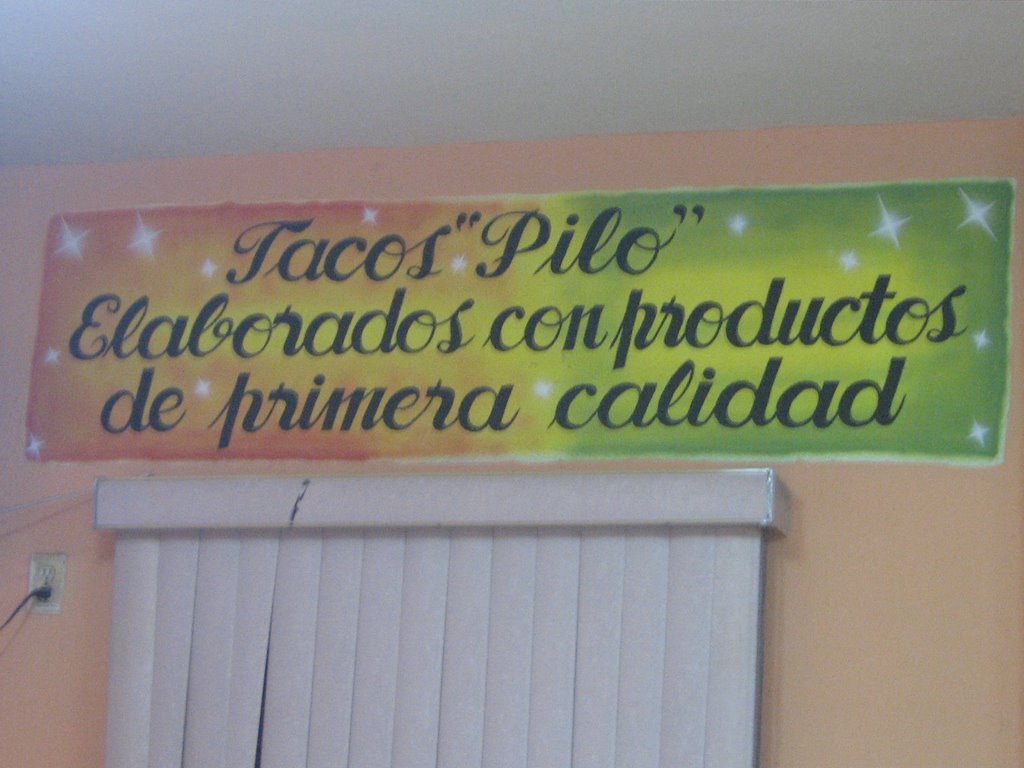 Tacos "Pilo"
Elaborados con productos
de primera calidad